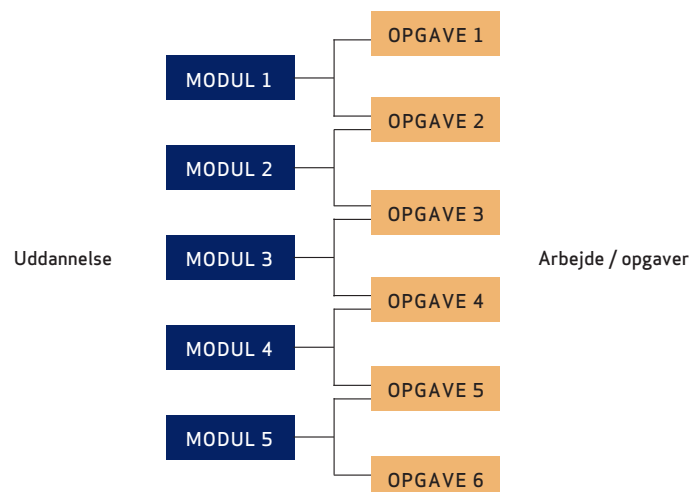 OPGAVE 1
MODUL 1
OPGAVE 2
MODUL 2
OPGAVE 3
Uddannelse
MODUL 3
Arbejde / opgaver
OPGAVE 4
MODUL 4
OPGAVE 5
MODUL 5
OPGAVE 6